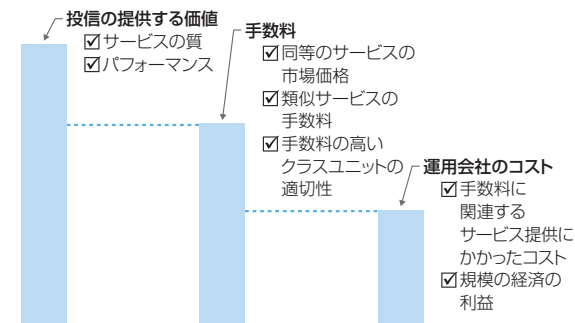 投信の提供する価値
☑サービスの質
☑パフォーマンス
手数料
☑同等のサービスの
市場価格
☑類似サービスの
手数料
☑手数料の高い
クラスユニットの
適切性
運用会社のコスト
☑手数料に
関連する
サービス提供に
かかったコスト
☑規模の経済の
利益